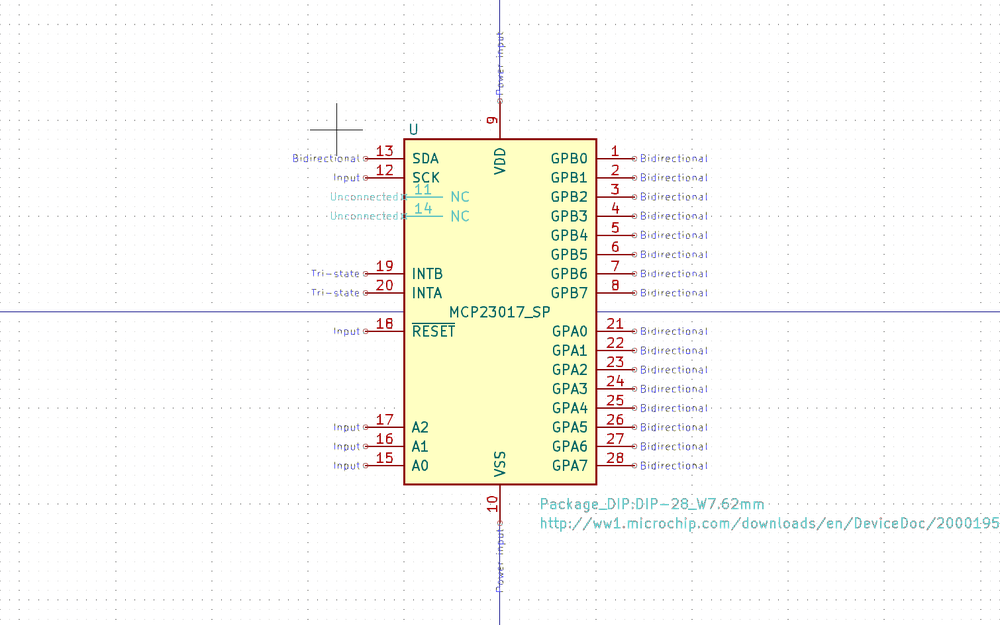 Power input
9
U
VDD
Bidirectional 13 SDA GPB0 1 Bidirectional
Input 12 SCK GPB1 2 Bidirectional
Unconnected 11 NC GPB2 3 Bidirectional
Unconnected 14 NC GPB3 4 Bidirectional
GPB4 5 Bidirectional
GPB5 6 Bidirectional
Tri-state 19 INTB GPB6 7 Bidirectional
Tri-state 20 INTA GPB7 8 Bidirectional
MCP23017_SP
Input 18 RESET GPA0 21 Bidirectional
GPA1 22 Bidirectional
GPA2 23 Bidirectional
GPA3 24 Bidirectional
GPA4 25 Bidirectional
Input 17 A2 GPA5 26 Bidirectional
Input 16 A1 GPA6 27 Bidirectional
Input 15 A0 GPA7 28 Bidirectional
VSS
10
Package_DIP:DIP-28_W7.62mm
http://ww1.microchip.com/downloads/en/DeviceDoc/2000195
Power input